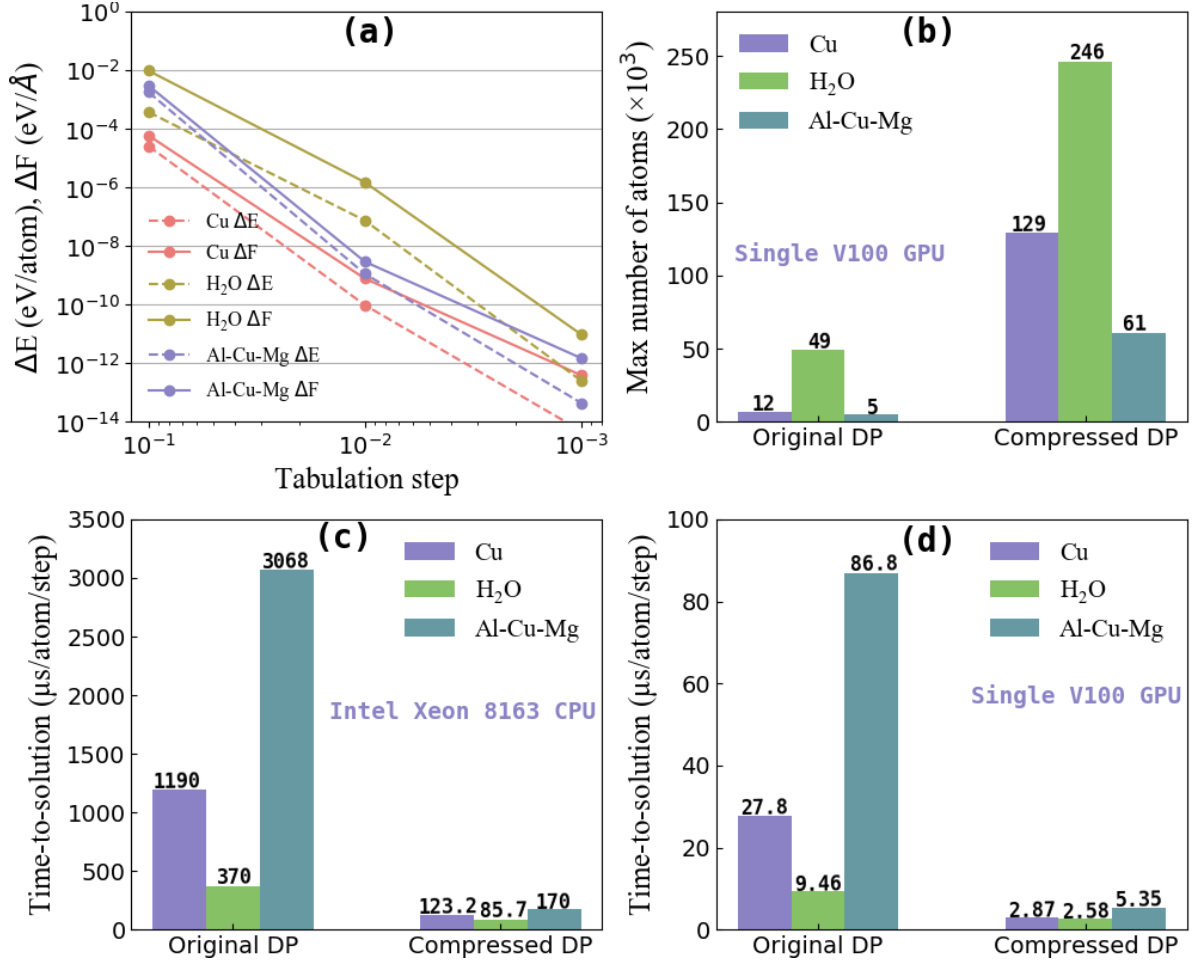 (a)
ΔE (eV/atom), ΔF (eV/Å)
10⁰
10⁻²
10⁻⁴
10⁻⁶
10⁻⁸
10⁻¹⁰
10⁻¹²
10⁻¹⁴
Cu ΔE
Cu ΔF
H₂O ΔE
H₂O ΔF
Al-Cu-Mg ΔE
Al-Cu-Mg ΔF
10⁻¹ 10⁻² 10⁻³
Tabulation step
(b)
Max number of atoms (×10³)
250
200
150
100
50
0
Cu
H₂O
Al-Cu-Mg
Single V100 GPU
12 49 5
129 246 61
Original DP Compressed DP
(c)
Time-to-solution (μs/atom/step)
3500
3000
2500
2000
1500
1000
500
0
Cu
H₂O
Al-Cu-Mg
Intel Xeon 8163 CPU
1190 370 3068
123.2 85.7 170
Original DP Compressed DP
(d)
Time-to-solution (μs/atom/step)
100
80
60
40
20
0
Cu
H₂O
Al-Cu-Mg
Single V100 GPU
27.8 9.46 86.8
2.87 2.58 5.35
Original DP Compressed DP